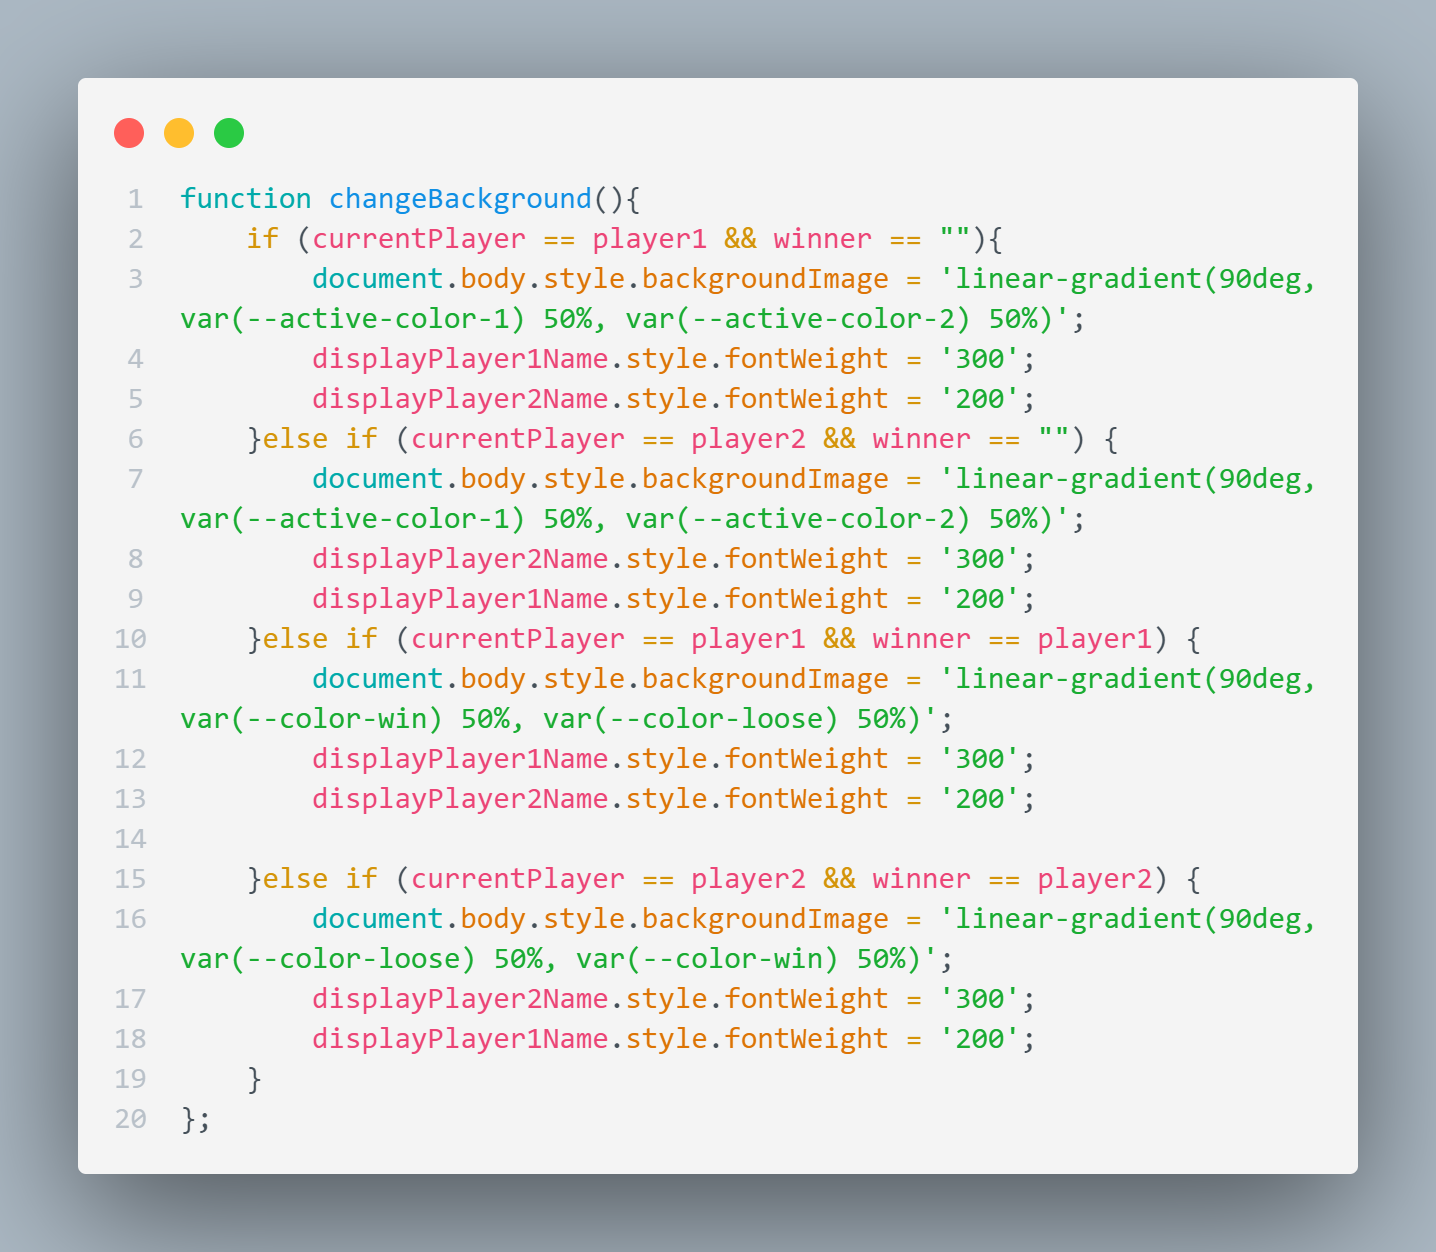 1 function changeBackground(){
2     if (currentPlayer == player1 && winner == ""){
3         document.body.style.backgroundImage = 'linear-gradient(90deg,
var(--active-color-1) 50%, var(--active-color-2) 50%)';
4         displayPlayer1Name.style.fontWeight = '300';
5         displayPlayer2Name.style.fontWeight = '200';
6     }else if (currentPlayer == player2 && winner == "") {
7         document.body.style.backgroundImage = 'linear-gradient(90deg,
var(--active-color-1) 50%, var(--active-color-2) 50%)';
8         displayPlayer2Name.style.fontWeight = '300';
9         displayPlayer1Name.style.fontWeight = '200';
10     }else if (currentPlayer == player1 && winner == player1) {
11         document.body.style.backgroundImage = 'linear-gradient(90deg,
var(--color-win) 50%, var(--color-loose) 50%)';
12         displayPlayer1Name.style.fontWeight = '300';
13         displayPlayer2Name.style.fontWeight = '200';
14
15     }else if (currentPlayer == player2 && winner == player2) {
16         document.body.style.backgroundImage = 'linear-gradient(90deg,
var(--color-loose) 50%, var(--color-win) 50%)';
17         displayPlayer2Name.style.fontWeight = '300';
18         displayPlayer1Name.style.fontWeight = '200';
19     }
20 };